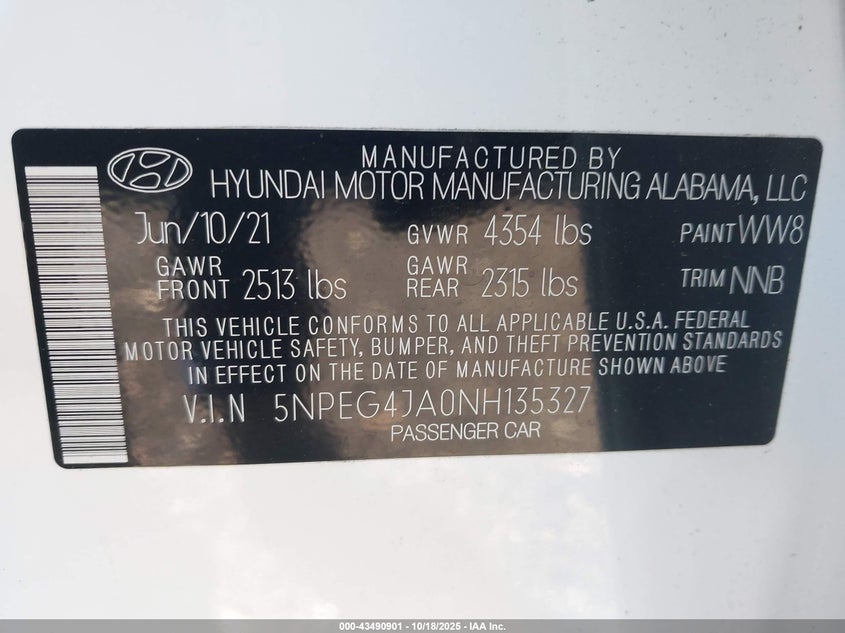 MANUFACTURED BY
HYUNDAI MOTOR MANUFACTURING ALABAMA, LLC
Jun/10/21 GVWR 4354 lbs PAINT WW8
GAWR FRONT 2513 lbs GAWR REAR 2315 lbs TRIM NNB
THIS VEHICLE CONFORMS TO ALL APPLICABLE U.S.A. FEDERAL
MOTOR VEHICLE SAFETY, BUMPER, AND THEFT PREVENTION STANDARDS
IN EFFECT ON THE DATE OF MANUFACTURE SHOWN ABOVE
V.I.N 5NPEG4JA0NH135327
PASSENGER CAR
000-43490901 - 10/18/2025 - IAA Inc.